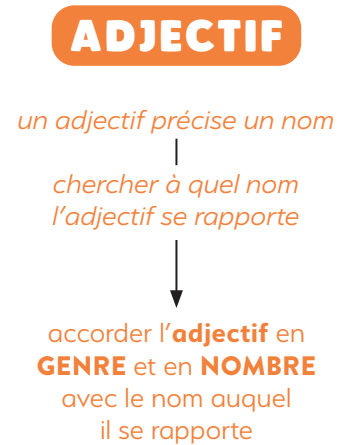 ADJECTIF
un adjectif précise un nom
chercher à quel nom
l'adjectif se rapporte
accorder l'adjectif en
GENRE et en NOMBRE
avec le nom auquel
il se rapporte